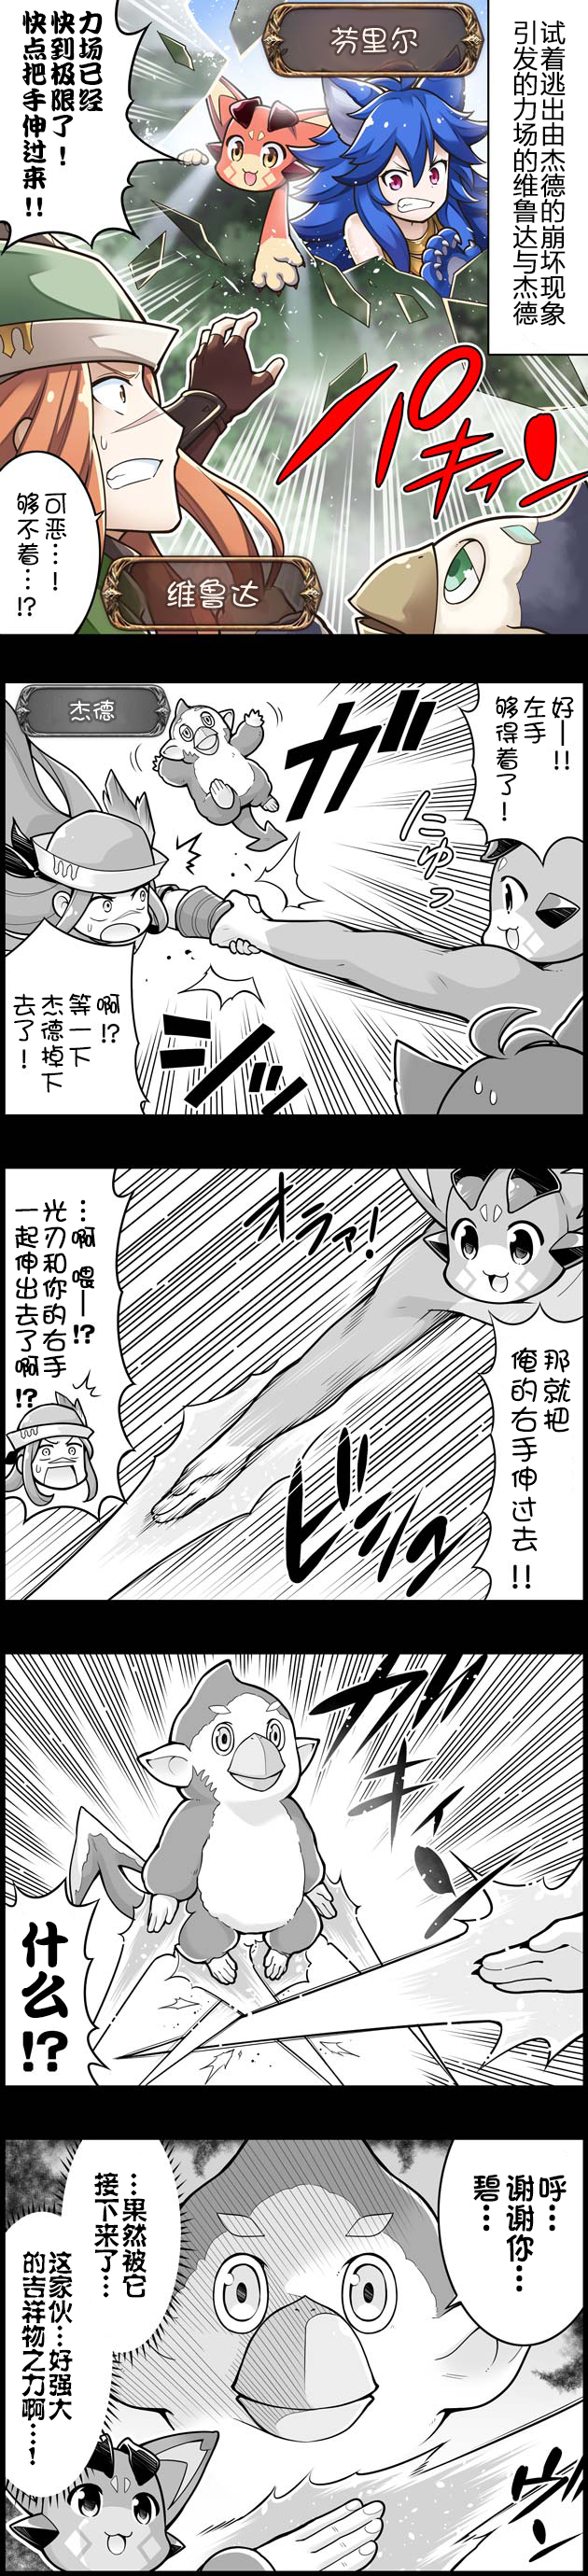 试着逃出由杰德的崩坏现象
引发的力场的维鲁达与杰德
芬里尔
力场已经
快到极限了！
快点把手伸过来！！
パキィン
可恶…！
够不着…！？
维鲁达
好ー！！
左手
够得着了！
杰德
ガ
にゅっ
シ
啊！？
等一下
杰德掉下
去了！
オラァ！
…啊 喂ー！？
光刃和你的右手
一起伸出去了啊！？
那就把
俺的右手伸过去！！
ビシュ
ガキィ
什么！？
呼…
谢谢你…
碧…
…果然被它
接下来了…
这家伙…好强大
的吉祥物之力啊…！
ヴン